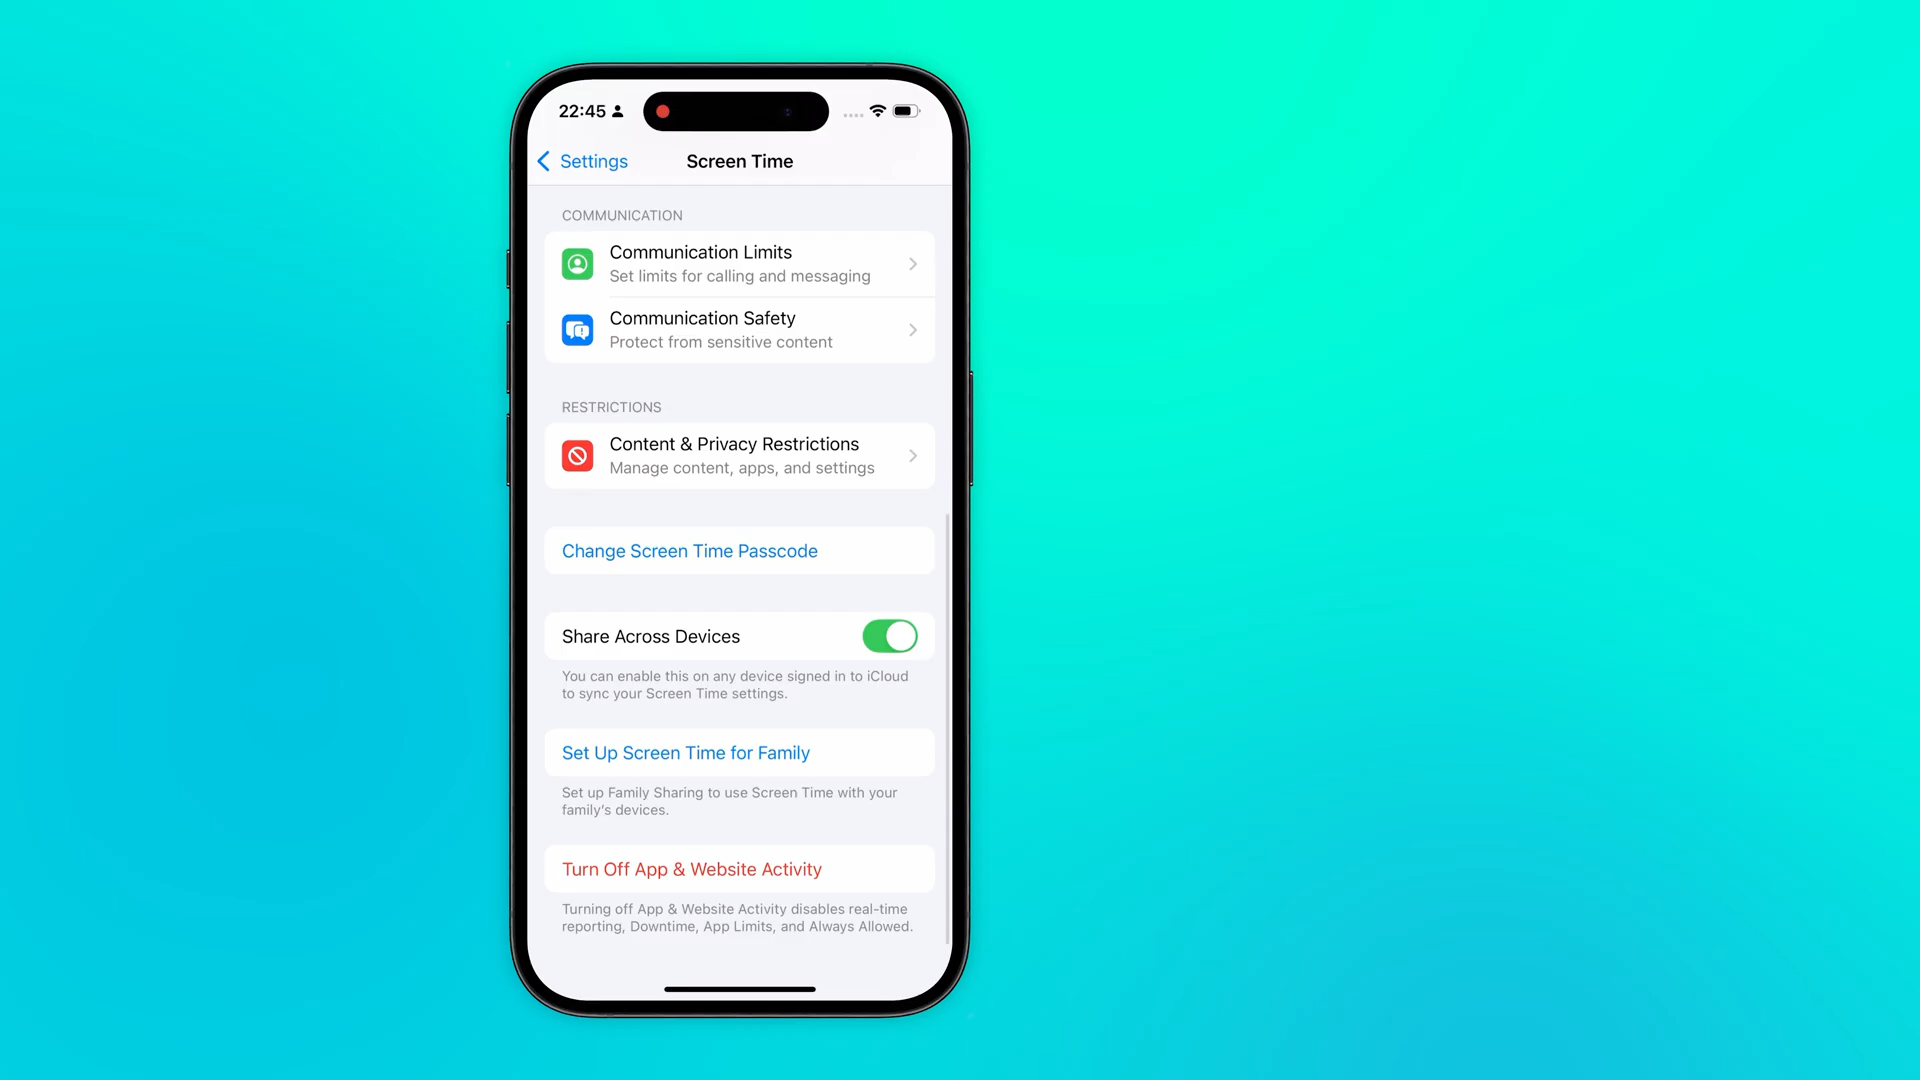 22:45
Settings
Screen Time
COMMUNICATION
Communication Limits
Set limits for calling and messaging
Communication Safety
Protect from sensitive content
RESTRICTIONS
Content & Privacy Restrictions
Manage content, apps, and settings
Change Screen Time Passcode
Share Across Devices
You can enable this on any device signed in to iCloud
to sync your Screen Time settings.
Set Up Screen Time for Family
Set up Family Sharing to use Screen Time with your
family's devices.
Turn Off App & Website Activity
Turning off App & Website Activity disables real-time
reporting, Downtime, App Limits, and Always Allowed.